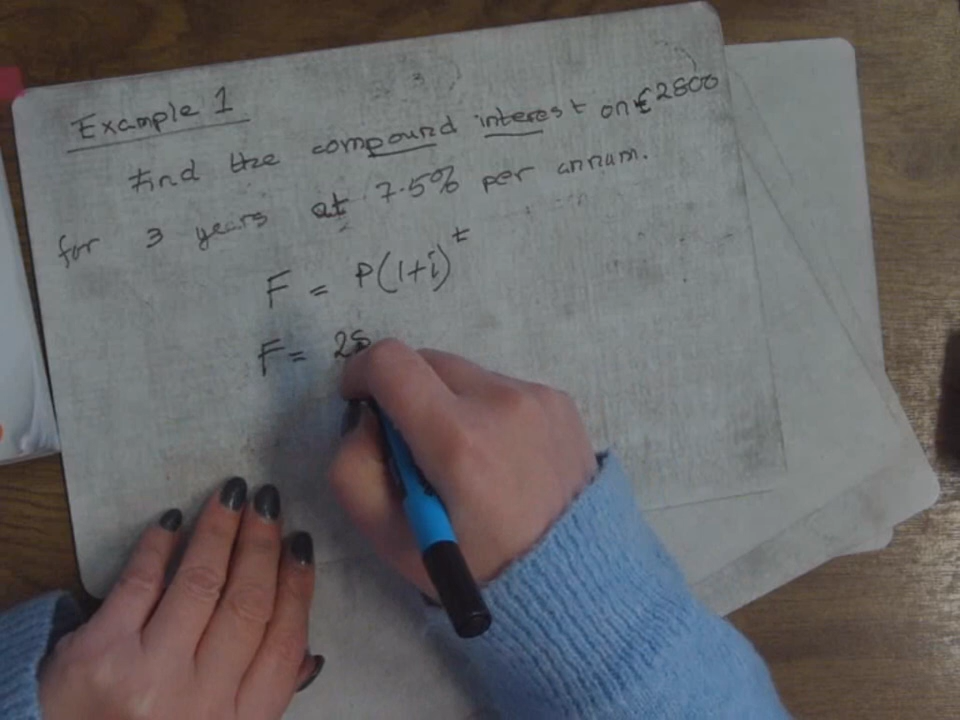 Example 1
Find the compound interest on €2800
for 3 years at 7.5% per annum.
F = P(1+i)^t
F = 28